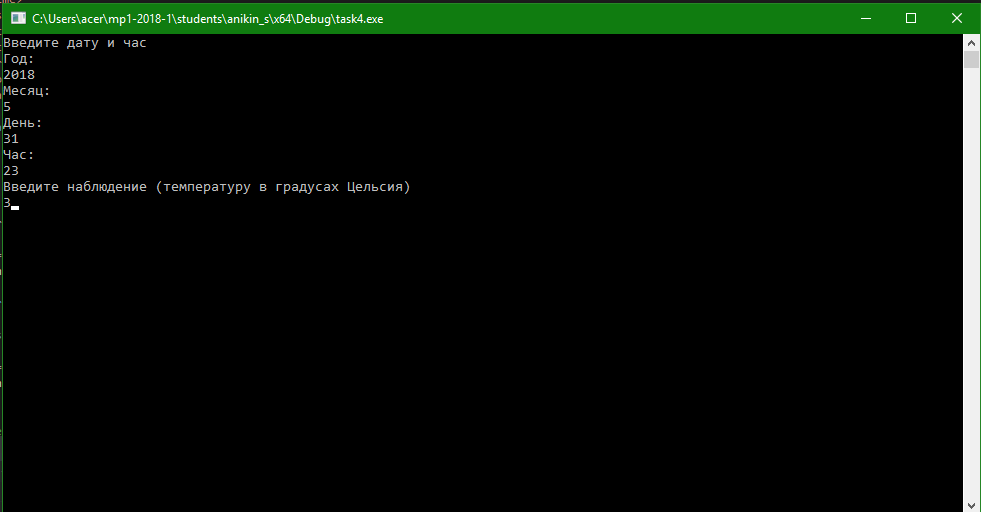 C:\Users\acer\mp1-2018-1\students\anikin_s\x64\Debug\task4.exe
Введите дату и час
Год:
2018
Месяц:
5
День:
31
Час:
23
Введите наблюдение (температуру в градусах Цельсия)
3